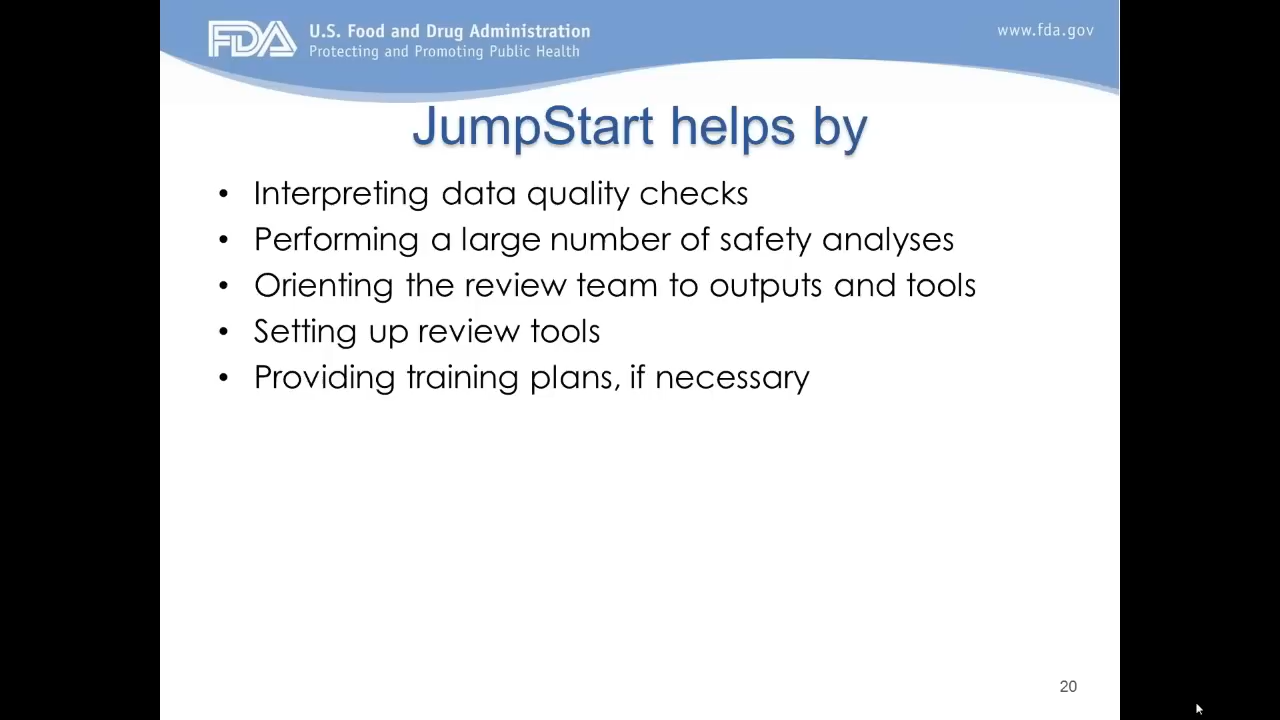 FDA
U.S. Food and Drug Administration
Protecting and Promoting Public Health
www.fda.gov
JumpStart helps by
• Interpreting data quality checks
• Performing a large number of safety analyses
• Orienting the review team to outputs and tools
• Setting up review tools
• Providing training plans, if necessary
20